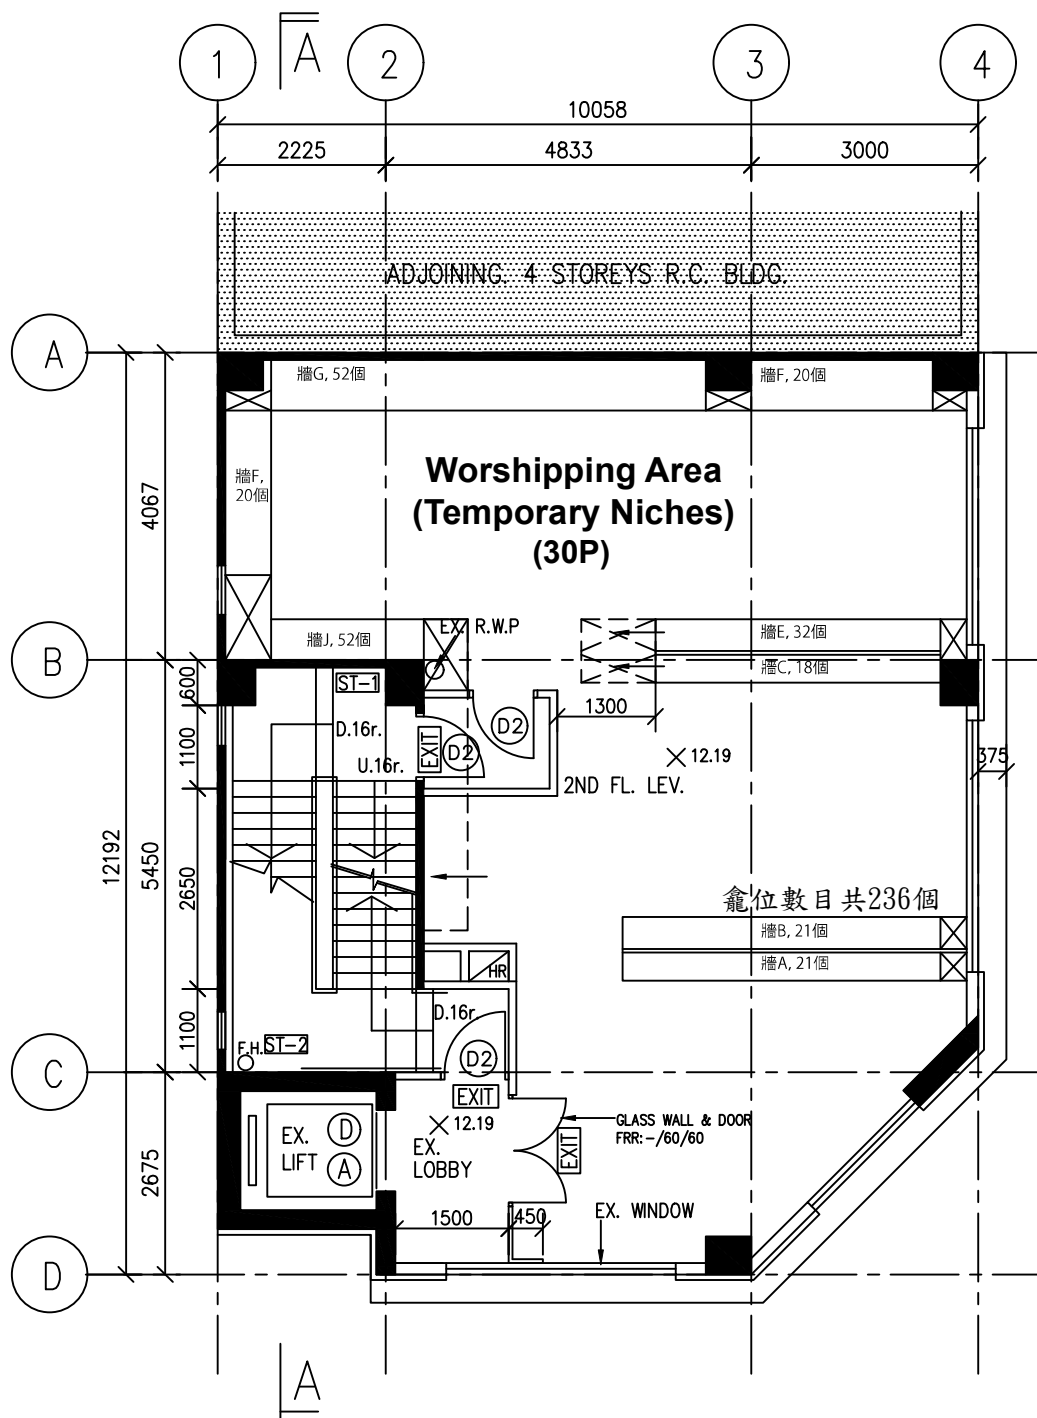 A
1
2
3
4
10058
2225
4833
3000
ADJOINING. 4 STOREYS R.C. BLDG.
A
牆G, 52個
牆F, 20個
Worshipping Area
(Temporary Niches)
(30P)
牆F,
20個
4067
牆J, 52個
EX. R.W.P
牆E, 32個
牆C, 18個
B
600
ST-1
D.16r.
U.16r.
EXIT
D2
D2
1300
12.19
375
2ND FL. LEV.
1100
12192
5450
2650
龕位數目共236個
牆B, 21個
牆A, 21個
HR
D.16r.
1100
F.H.
ST-2
C
D2
EXIT
12.19
GLASS WALL & DOOR
FRR: -/60/60
EX.
LIFT
D
A
EX.
LOBBY
EXIT
2675
1500
450
EX. WINDOW
D
A